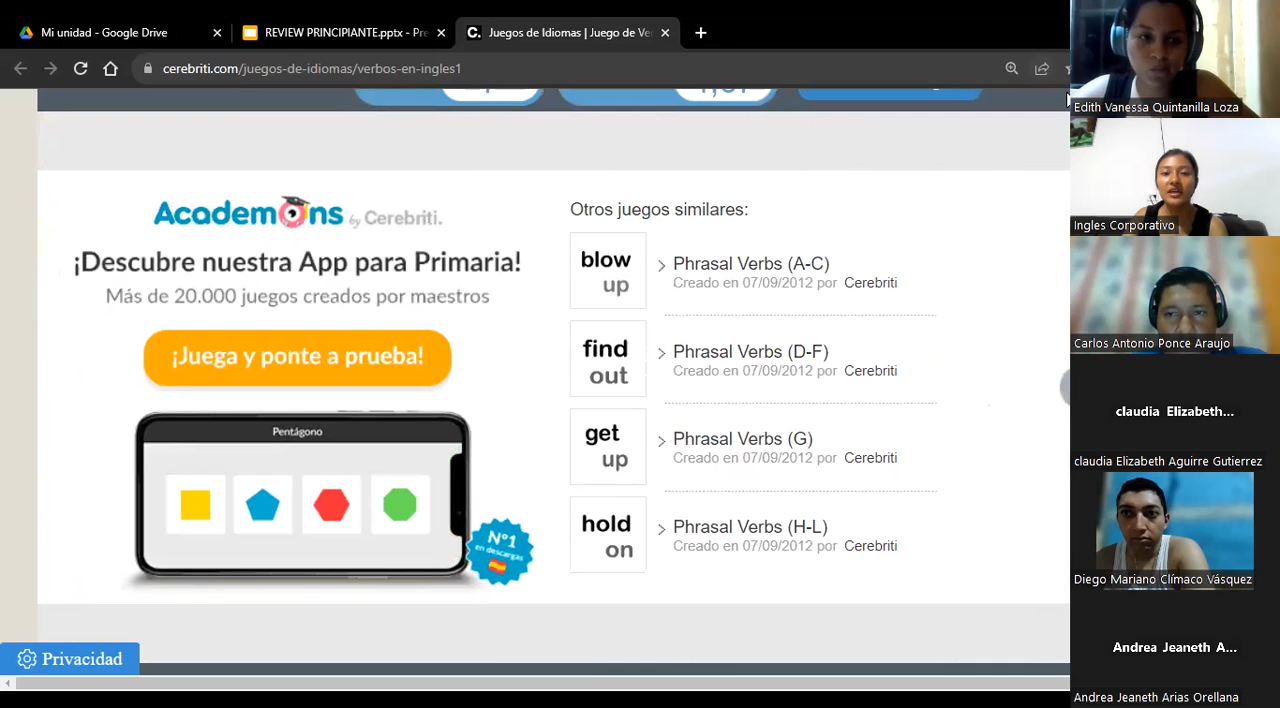 Mi unidad - Google Drive
REVIEW PRINCIPIANTE.pptx - Pre
Juegos de Idiomas | Juego de Ver
cerebriti.com/juegos-de-idiomas/verbos-en-ingles1
Academons by Cerebriti.
¡Descubre nuestra App para Primaria!
Más de 20.000 juegos creados por maestros
¡Juega y ponte a prueba!
Pentágono
Nº1
en descargas
Otros juegos similares:
blow
up
Phrasal Verbs (A-C)
Creado en 07/09/2012 por Cerebriti
find
out
Phrasal Verbs (D-F)
Creado en 07/09/2012 por Cerebriti
get
up
Phrasal Verbs (G)
Creado en 07/09/2012 por Cerebriti
hold
on
Phrasal Verbs (H-L)
Creado en 07/09/2012 por Cerebriti
Privacidad
Edith Vanessa Quintanilla Loza
Ingles Corporativo
Carlos Antonio Ponce Araujo
claudia Elizabeth...
claudia Elizabeth Aguirre Gutierrez
Diego Mariano Clímaco Vásquez
Andrea Jeaneth A...
Andrea Jeaneth Arias Orellana